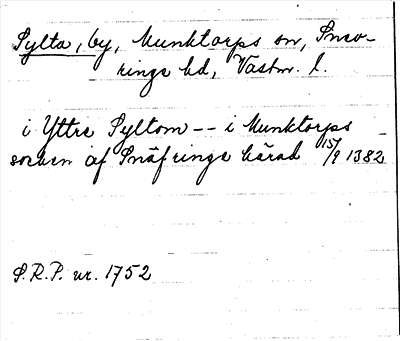 Sylta, by, Munktorps sn, Snev-
ringe hd, Västm. l.
i Yttre Syltom -- i Munktorps
socken af Snäfringe härad 15/9 1382
S.R.P. nr. 1752